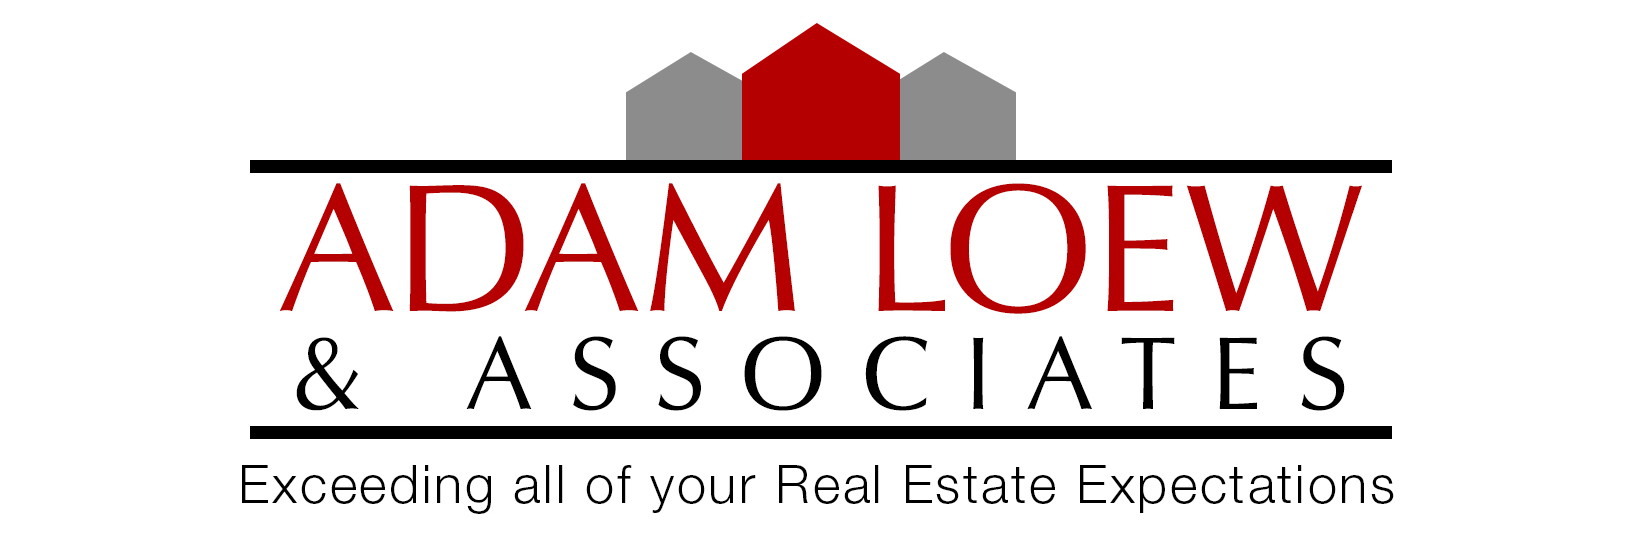 ADAM LOEW
& ASSOCIATES
Exceeding all of your Real Estate Expectations